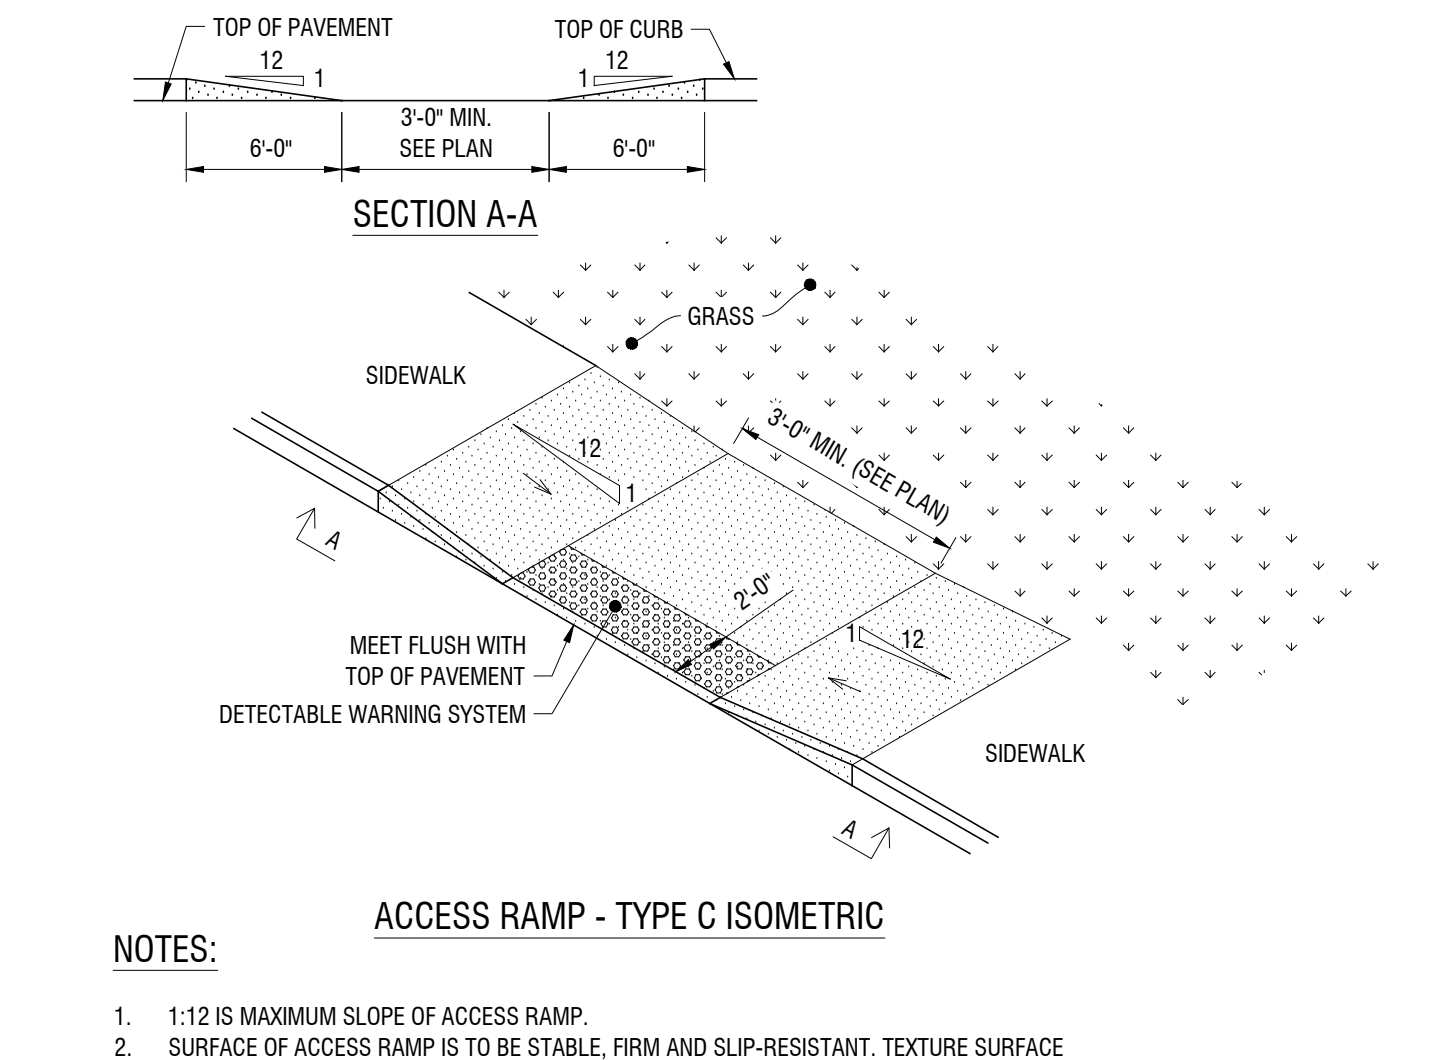 TOP OF PAVEMENT
TOP OF CURB
12
1
12
1
3'-0" MIN.
SEE PLAN
6'-0"
6'-0"
SECTION A-A
GRASS
SIDEWALK
3'-0" MIN. (SEE PLAN)
12
1
A
2'-0"
1
12
MEET FLUSH WITH
TOP OF PAVEMENT
DETECTABLE WARNING SYSTEM
SIDEWALK
A
ACCESS RAMP - TYPE C ISOMETRIC
NOTES:
1. 1:12 IS MAXIMUM SLOPE OF ACCESS RAMP.
2. SURFACE OF ACCESS RAMP IS TO BE STABLE, FIRM AND SLIP-RESISTANT. TEXTURE SURFACE